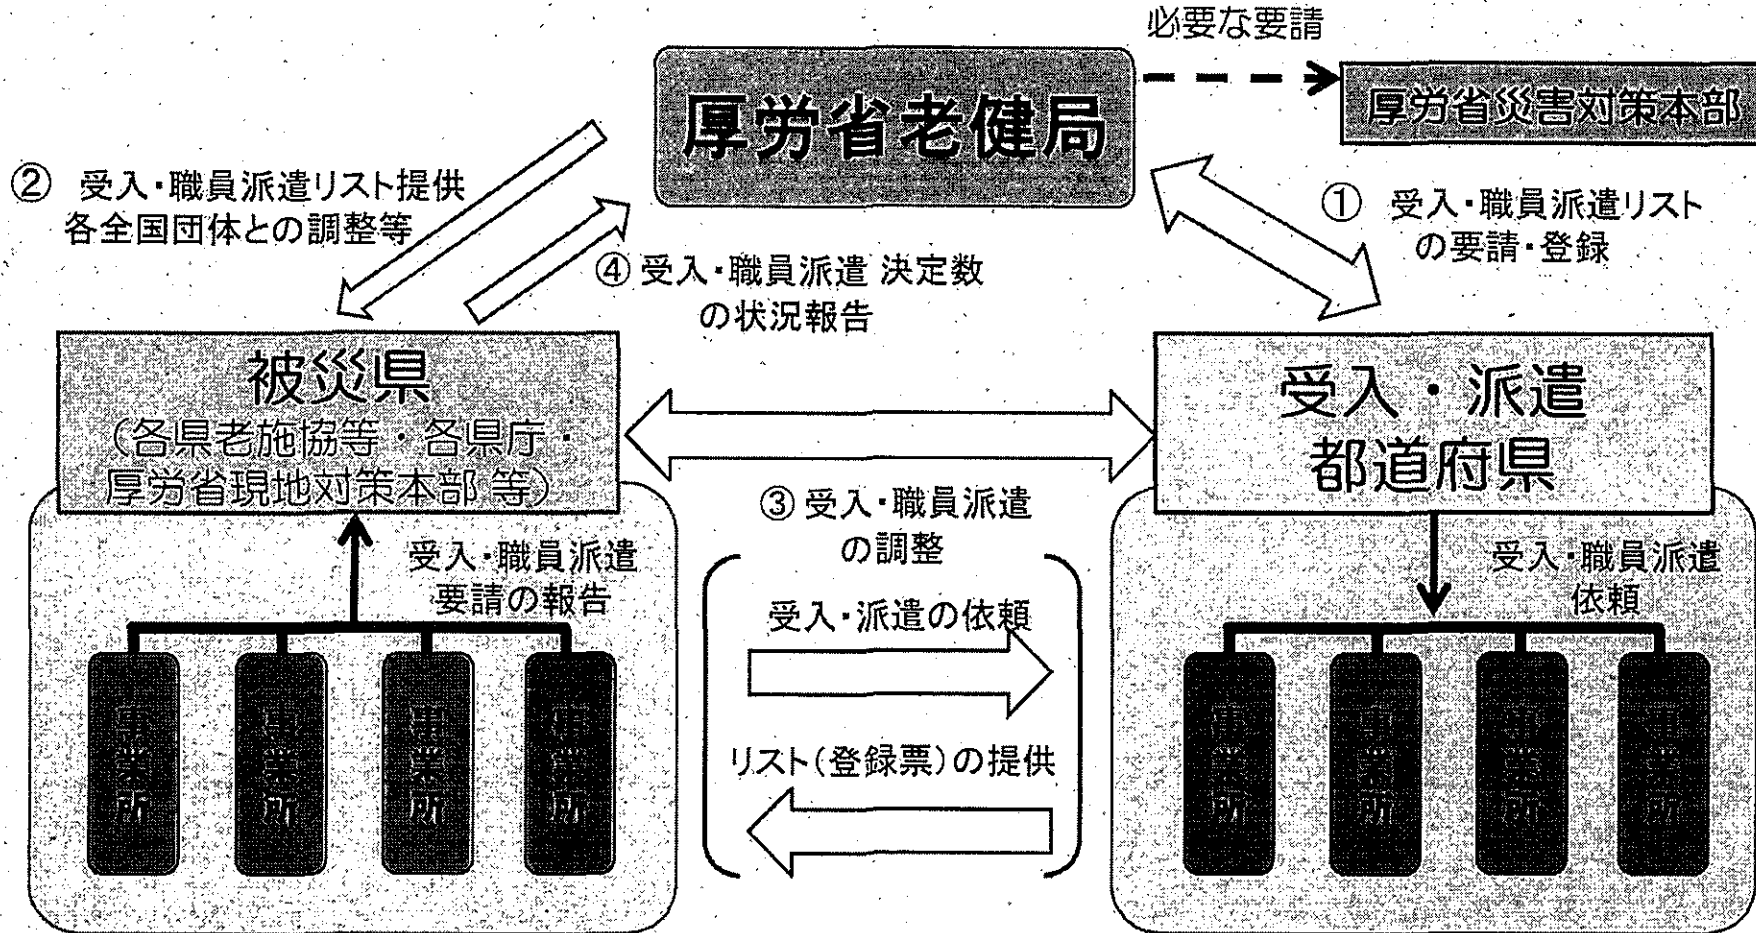 必要な要請
厚労省老健局
厚労省災害対策本部
② 受入・職員派遣リスト提供
各全国団体との調整等
① 受入・職員派遣リスト
の要請・登録
④ 受入・職員派遣 決定数
の状況報告
被災県
(各県老施協等・各県庁・
厚労省現地対策本部 等)
受入・派遣
都道府県
③ 受入・職員派遣
の調整
受入・職員派遣
要請の報告
受入・職員派遣
依頼
受入・派遣の依頼
リスト(登録票)の提供
事業所
事業所
事業所
事業所
事業所
事業所
事業所
事業所